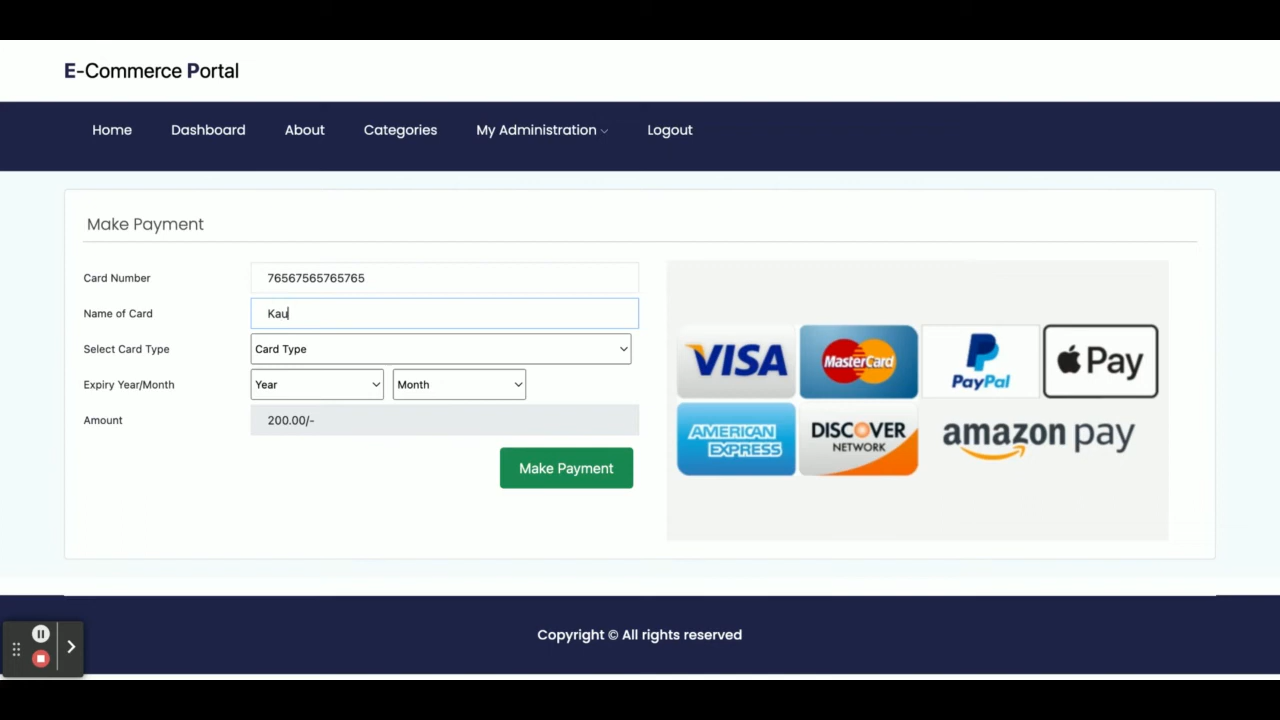 E-Commerce Portal
Home Dashboard About Categories My Administration Logout
Make Payment
Card Number 76567565765765
Name of Card Kau
Select Card Type Card Type
Expiry Year/Month Year Month
Amount 200.00/-
Make Payment
VISA MasterCard PayPal Pay
AMERICAN EXPRESS DISCOVER NETWORK amazon pay
Copyright © All rights reserved